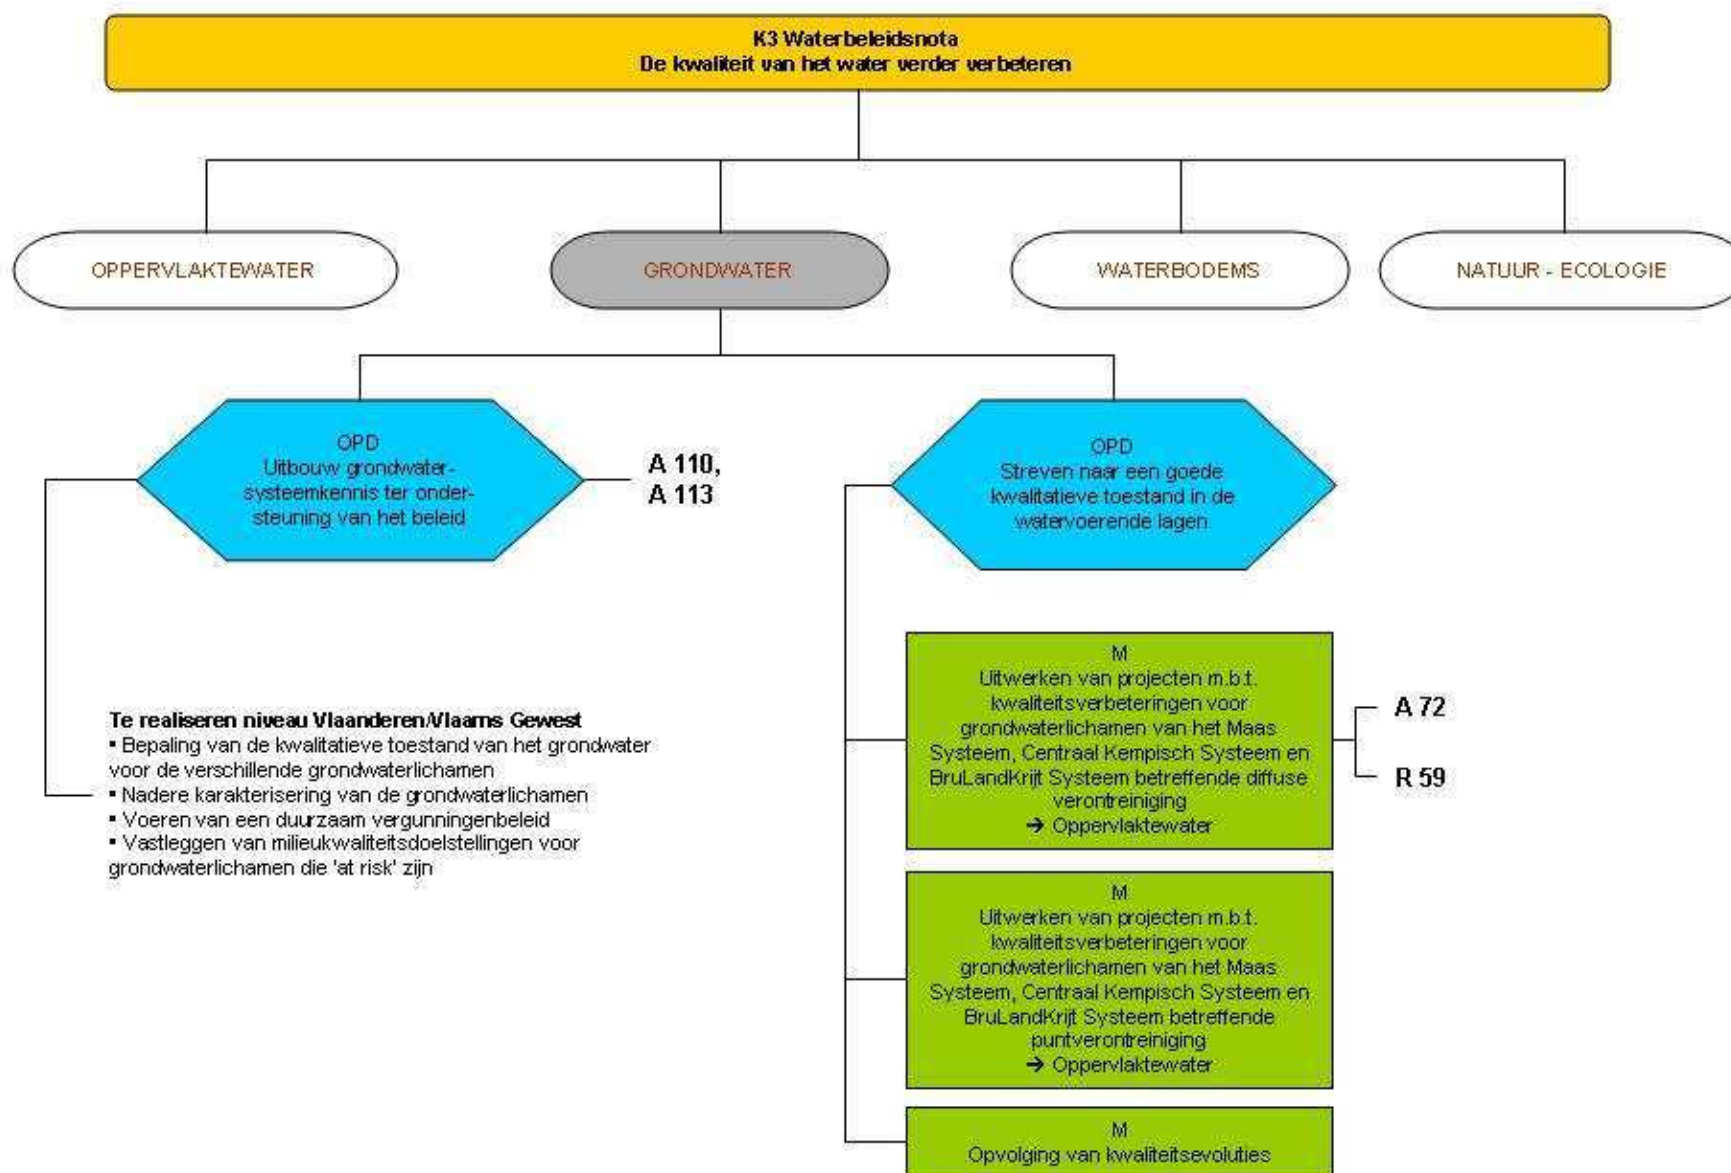 K3 Waterbeleidsnota
De kwaliteit van het water verder verbeteren
OPPERVLAKTEWATER
GRONDWATER
WATERBODEMS
NATUUR - ECOLOGIE
OPD
Uitbouw grondwater-
systeemkennis ter onder-
steuning van het beleid
A 110,
A 113
OPD
Streven naar een goede
kwalitatieve toestand in de
watervoerende lagen
Te realiseren niveau Vlaanderen/Vlaams Gewest
▪ Bepaling van de kwalitatieve toestand van het grondwater
voor de verschillende grondwaterlichamen
▪ Nadere karakterisering van de grondwaterlichamen
▪ Voeren van een duurzaam vergunningenbeleid
▪ Vastleggen van milieukwaliteitsdoelstellingen voor
grondwaterlichamen die 'at risk' zijn
M
Uitwerken van projecten m.b.t.
kwaliteitsverbeteringen voor
grondwaterlichamen van het Maas
Systeem, Centraal Kempisch Systeem en
BruLandKrijt Systeem betreffende diffuse
verontreiniging
→ Oppervlaktewater
A 72
R 59
M
Uitwerken van projecten m.b.t.
kwaliteitsverbeteringen voor
grondwaterlichamen van het Maas
Systeem, Centraal Kempisch Systeem en
BruLandKrijt Systeem betreffende
puntverontreiniging
→ Oppervlaktewater
M
Opvolging van kwaliteitsevoluties